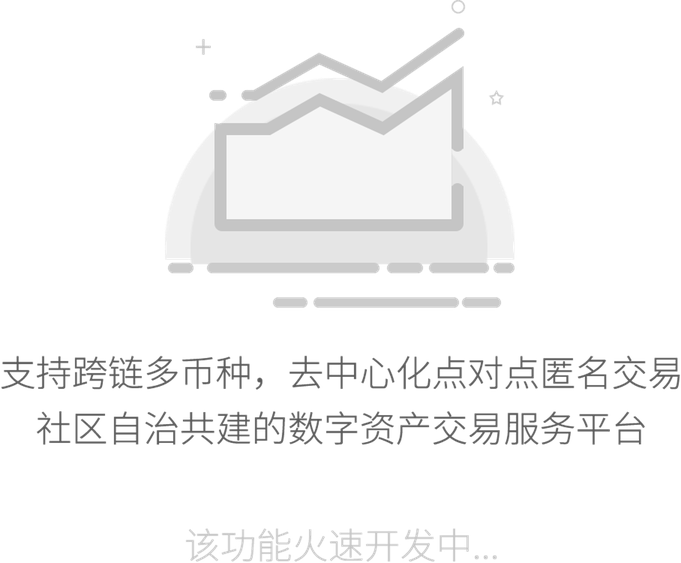 支持跨链多币种，去中心化点对点匿名交易
社区自治共建的数字资产交易服务平台
该功能火速开发中...